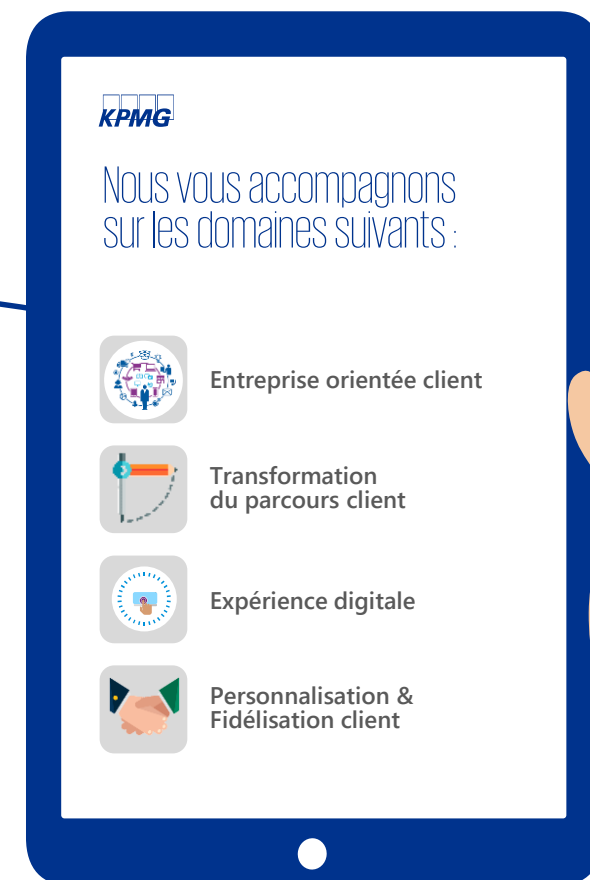 KPMG
Nous vous accompagnons
sur les domaines suivants :
Entreprise orientée client
Transformation
du parcours client
Expérience digitale
Personnalisation &
Fidélisation client